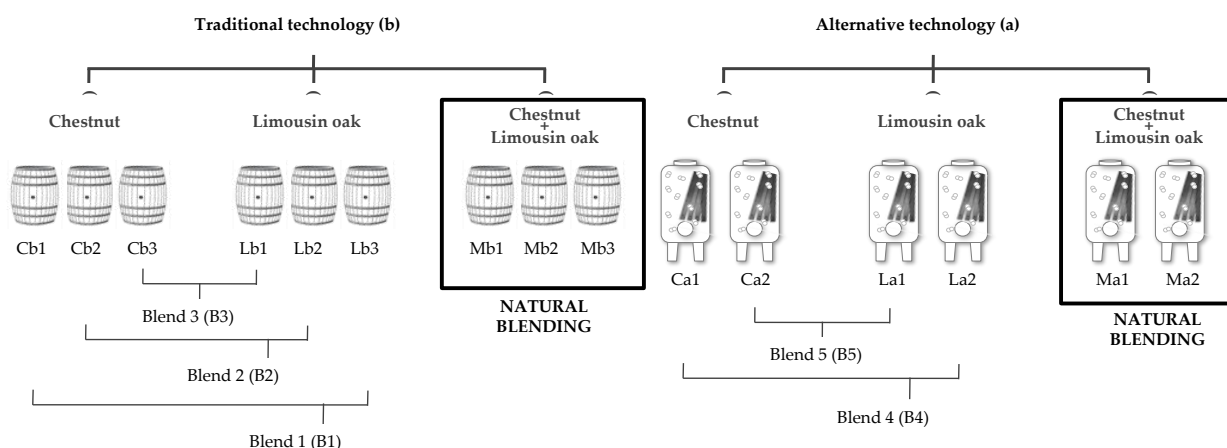 Traditional technology (b)
Alternative technology (a)
Chestnut
Limousin oak
Chestnut
+
Limousin oak
Chestnut
Limousin oak
Chestnut
+
Limousin oak
Cb1 Cb2 Cb3 Lb1 Lb2 Lb3 Mb1 Mb2 Mb3
Ca1 Ca2 La1 La2 Ma1 Ma2
NATURAL
BLENDING
NATURAL
BLENDING
Blend 3 (B3)
Blend 5 (B5)
Blend 2 (B2)
Blend 4 (B4)
Blend 1 (B1)